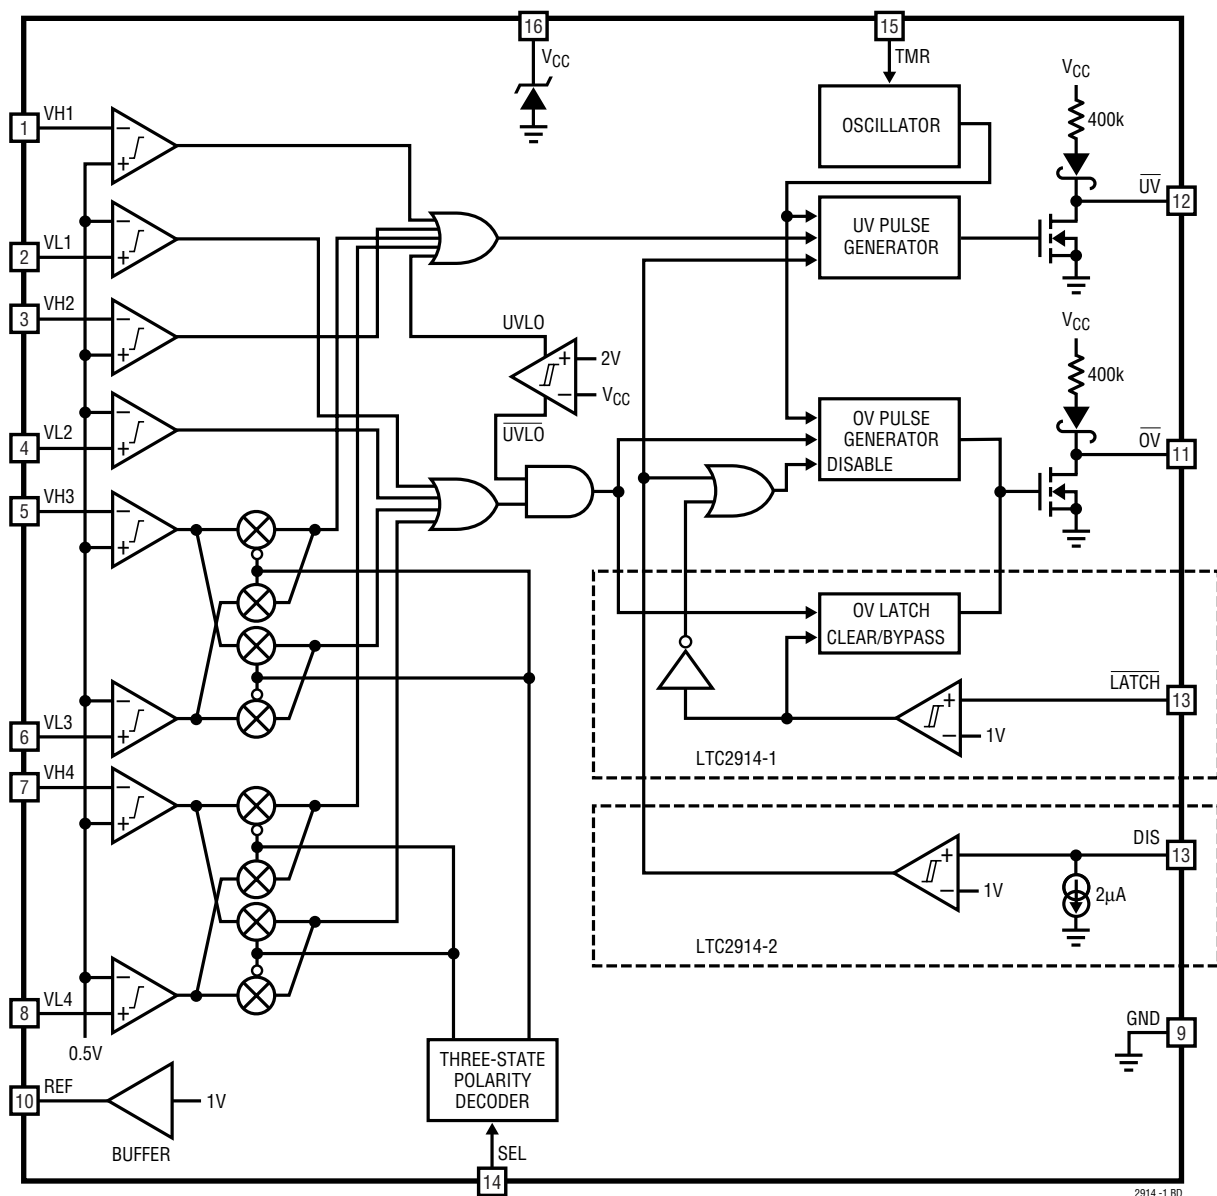 16
15
VCC
TMR
VCC
400k
OSCILLATOR
VH1
1
−
+
UV
12
UV PULSE
GENERATOR
−
+
VL1
2
VH2
3
−
+
UVLO
+
2V
−
VCC
UVLO
VCC
400k
OV PULSE
GENERATOR
DISABLE
OV
11
−
+
VL2
4
VH3
5
−
+
OV LATCH
CLEAR/BYPASS
LATCH
13
+
−
1V
LTC2914-1
−
+
VL3
6
VH4
7
−
+
DIS
13
+
−
1V
2µA
LTC2914-2
−
+
VL4
8
0.5V
GND
9
THREE-STATE
POLARITY
DECODER
REF
10
1V
BUFFER
SEL
14
2914 -1 BD